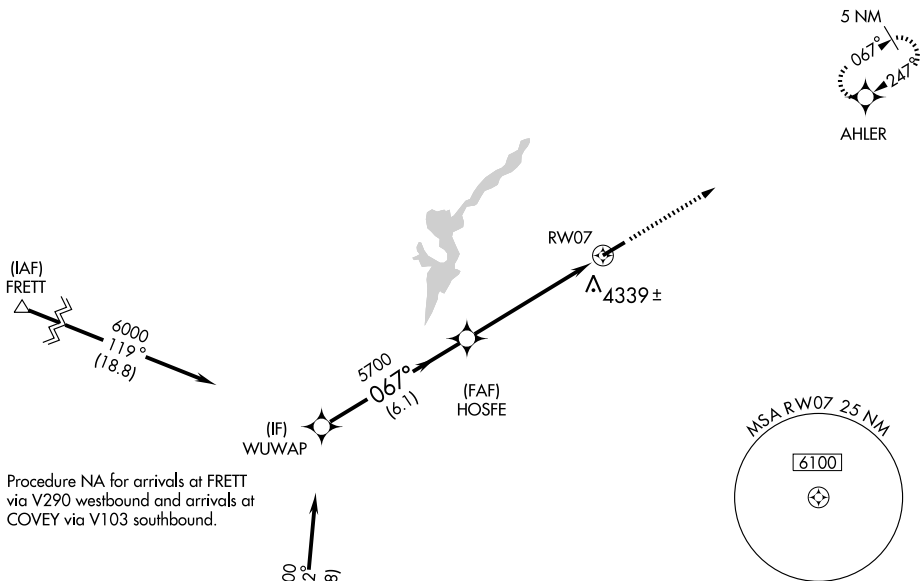 5 NM
067°
247°
AHLER
RW07
4339 ±
(IAF)
FRETT
6000
119°
(18.8)
5700
067°
(6.1)
(FAF)
HOSFE
(IF)
WUWAP
MSA RW07 25 NM
6100
Procedure NA for arrivals at FRETT
via V290 westbound and arrivals at
COVEY via V103 southbound.